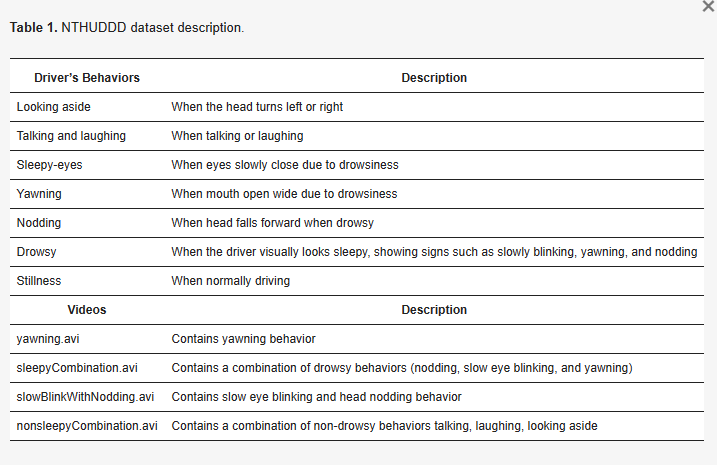 Table 1. NTHUDDD dataset description.
Driver's Behaviors Description
Looking aside When the head turns left or right
Talking and laughing When talking or laughing
Sleepy-eyes When eyes slowly close due to drowsiness
Yawning When mouth open wide due to drowsiness
Nodding When head falls forward when drowsy
Drowsy When the driver visually looks sleepy, showing signs such as slowly blinking, yawning, and nodding
Stillness When normally driving
Videos Description
yawning.avi Contains yawning behavior
sleepyCombination.avi Contains a combination of drowsy behaviors (nodding, slow eye blinking, and yawning)
slowBlinkWithNodding.avi Contains slow eye blinking and head nodding behavior
nonsleepyCombination.avi Contains a combination of non-drowsy behaviors talking, laughing, looking aside